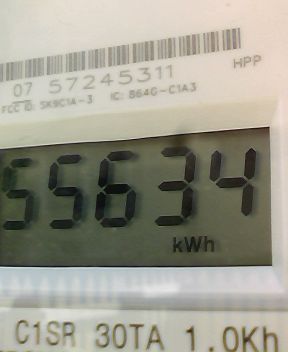 07 57245311
HPP
FCC ID: SK9C1A-3 IC: 864G-C1A3
55634
kWh
C1SR 30TA 1.0Kh